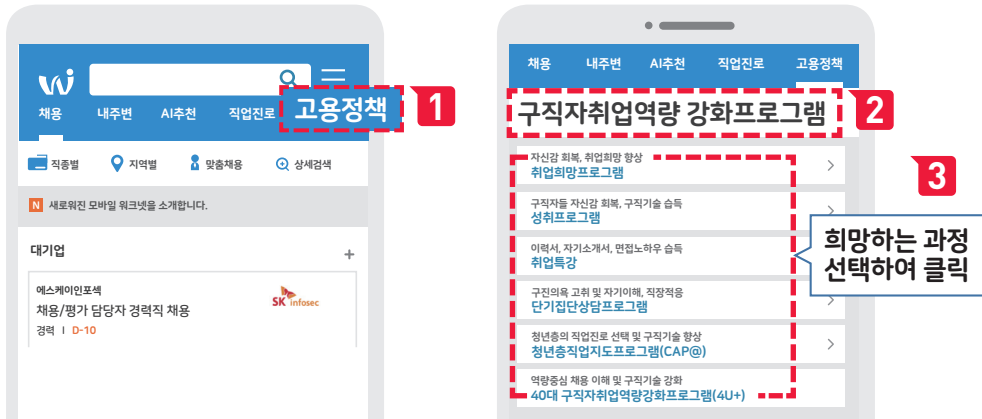 채용 내주변 AI추천 직업진로 고용정책
1
직종별 지역별 맞춤채용 상세검색
N 새로워진 모바일 워크넷을 소개합니다.
대기업 +
에스케이인포섹
채용/평가 담당자 경력직 채용
경력 I D-10
SK infosec
채용 내주변 AI추천 직업진로 고용정책
구직자취업역량 강화프로그램
2
자신감 회복, 취업희망 향상
취업희망프로그램
구직자들 자신감 회복, 구직기술 습득
성취프로그램
이력서, 자기소개서, 면접노하우 습득
취업특강
구진의욕 고취 및 자기이해, 직장적응
단기집단상담프로그램
청년층의 직업진로 선택 및 구직기술 향상
청년층직업지도프로그램(CAP@)
역량중심 채용 이해 및 구직기술 강화
40대 구직자취업역량강화프로그램(4U+)
3
희망하는 과정
선택하여 클릭